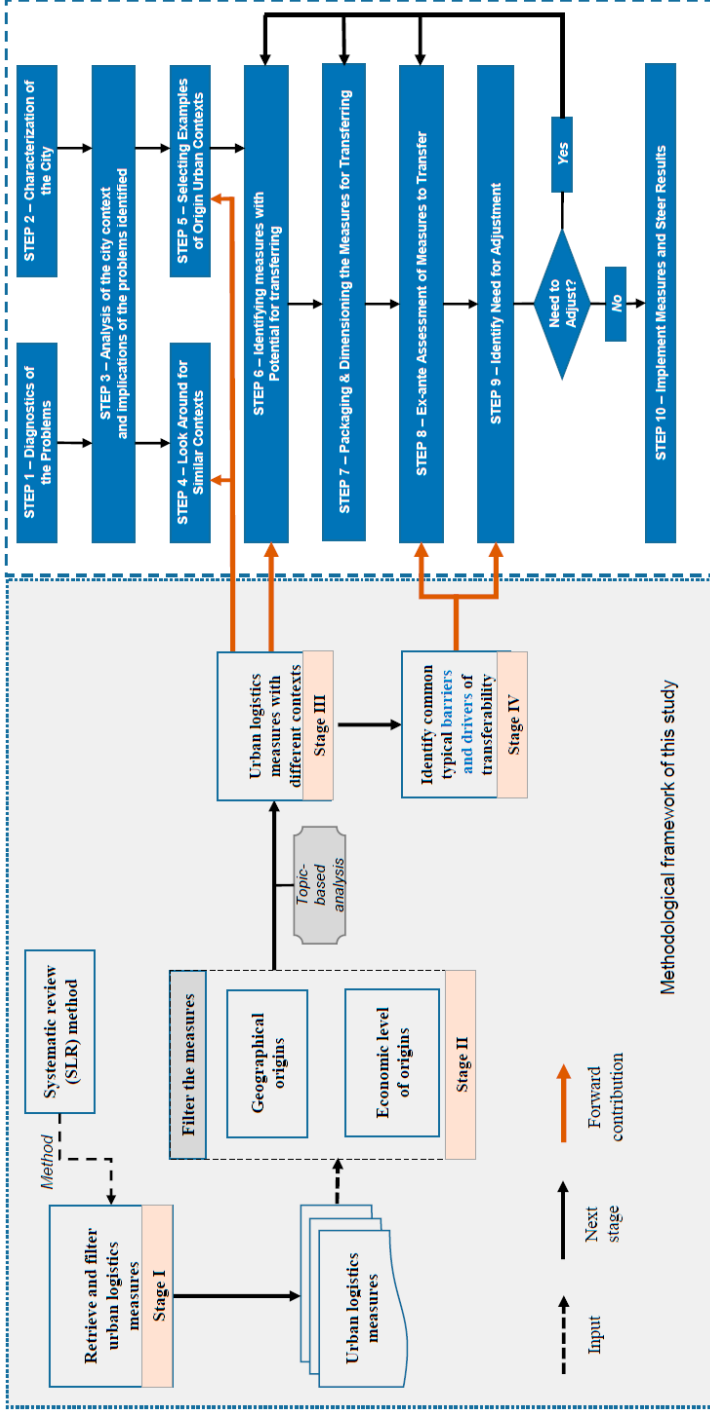 Systematic review
(SLR) method
Method
Retrieve and filter
urban logistics
measures
Stage I
Urban logistics
measures
Filter the measures
Geographical
origins
Economic level
of origins
Stage II
Topic-
based
analysis
Urban logistics
measures with
different contexts
Stage III
Identify common
typical barriers
and drivers of
transferability
Stage IV
Input
Next
stage
Forward
contribution
Methodological framework of this study
STEP 1 – Diagnostics of
the Problems
STEP 2 – Characterization of
the City
STEP 3 – Analysis of the city context
and implications of the problems identified
STEP 4 – Look Around for
Similar Contexts
STEP 5 – Selecting Examples
of Origin Urban Contexts
STEP 6 – Identifying measures with
Potential for transferring
STEP 7 – Packaging & Dimensioning the Measures for Transferring
STEP 8 – Ex-ante Assessment of Measures to Transfer
STEP 9 – Identify Need for Adjustment
Need to
Adjust?
Yes
No
STEP 10 – Implement Measures and Steer Results